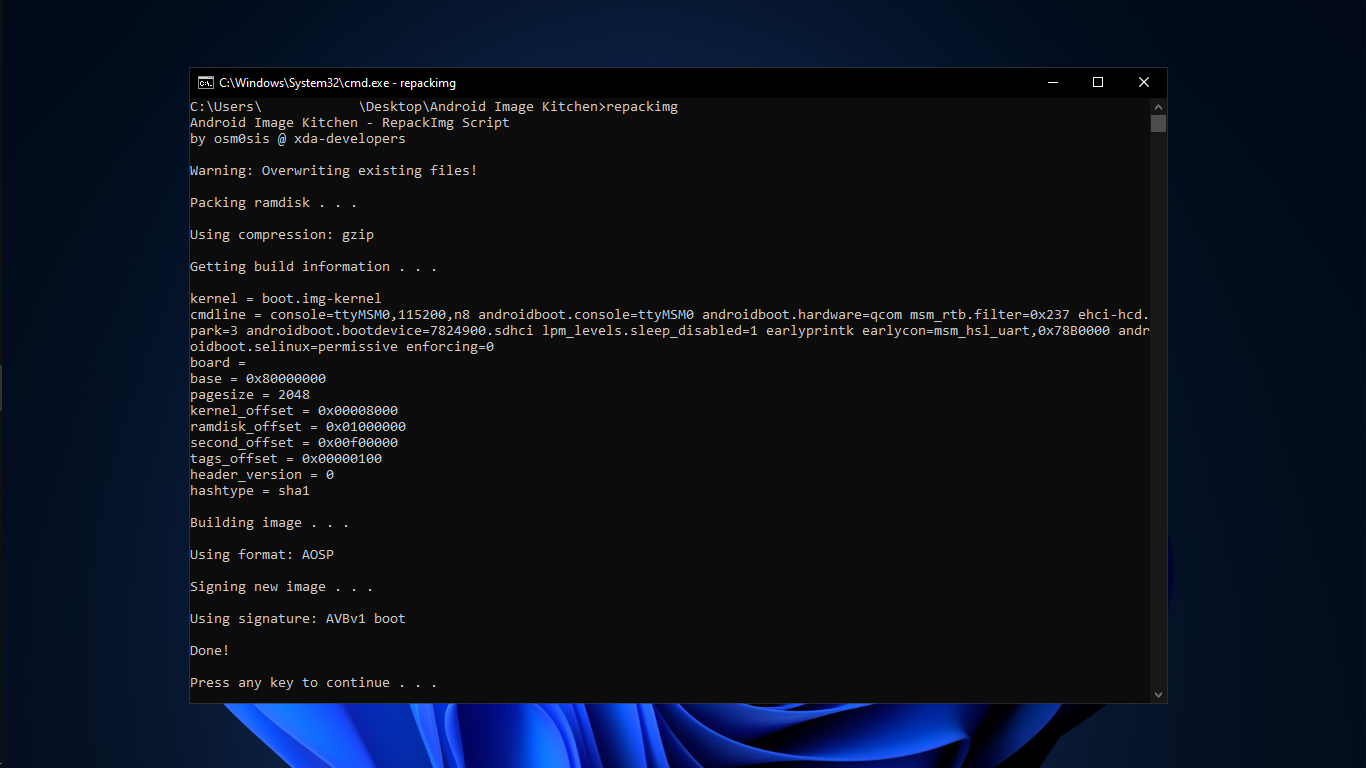 C:\Windows\System32\cmd.exe - repackimg
C:\Users\            \Desktop\Android Image Kitchen>repackimg
Android Image Kitchen - RepackImg Script
by osm0sis @ xda-developers
Warning: Overwriting existing files!
Packing ramdisk . . .
Using compression: gzip
Getting build information . . .
kernel = boot.img-kernel
cmdline = console=ttyMSM0,115200,n8 androidboot.console=ttyMSM0 androidboot.hardware=qcom msm_rtb.filter=0x237 ehci-hcd.
park=3 androidboot.bootdevice=7824900.sdhci lpm_levels.sleep_disabled=1 earlyprintk earlycon=msm_hsl_uart,0x78B0000 andr
oidboot.selinux=permissive enforcing=0
board =
base = 0x80000000
pagesize = 2048
kernel_offset = 0x00008000
ramdisk_offset = 0x01000000
second_offset = 0x00f00000
tags_offset = 0x00000100
header_version = 0
hashtype = sha1
Building image . . .
Using format: AOSP
Signing new image . . .
Using signature: AVBv1 boot
Done!
Press any key to continue . . .